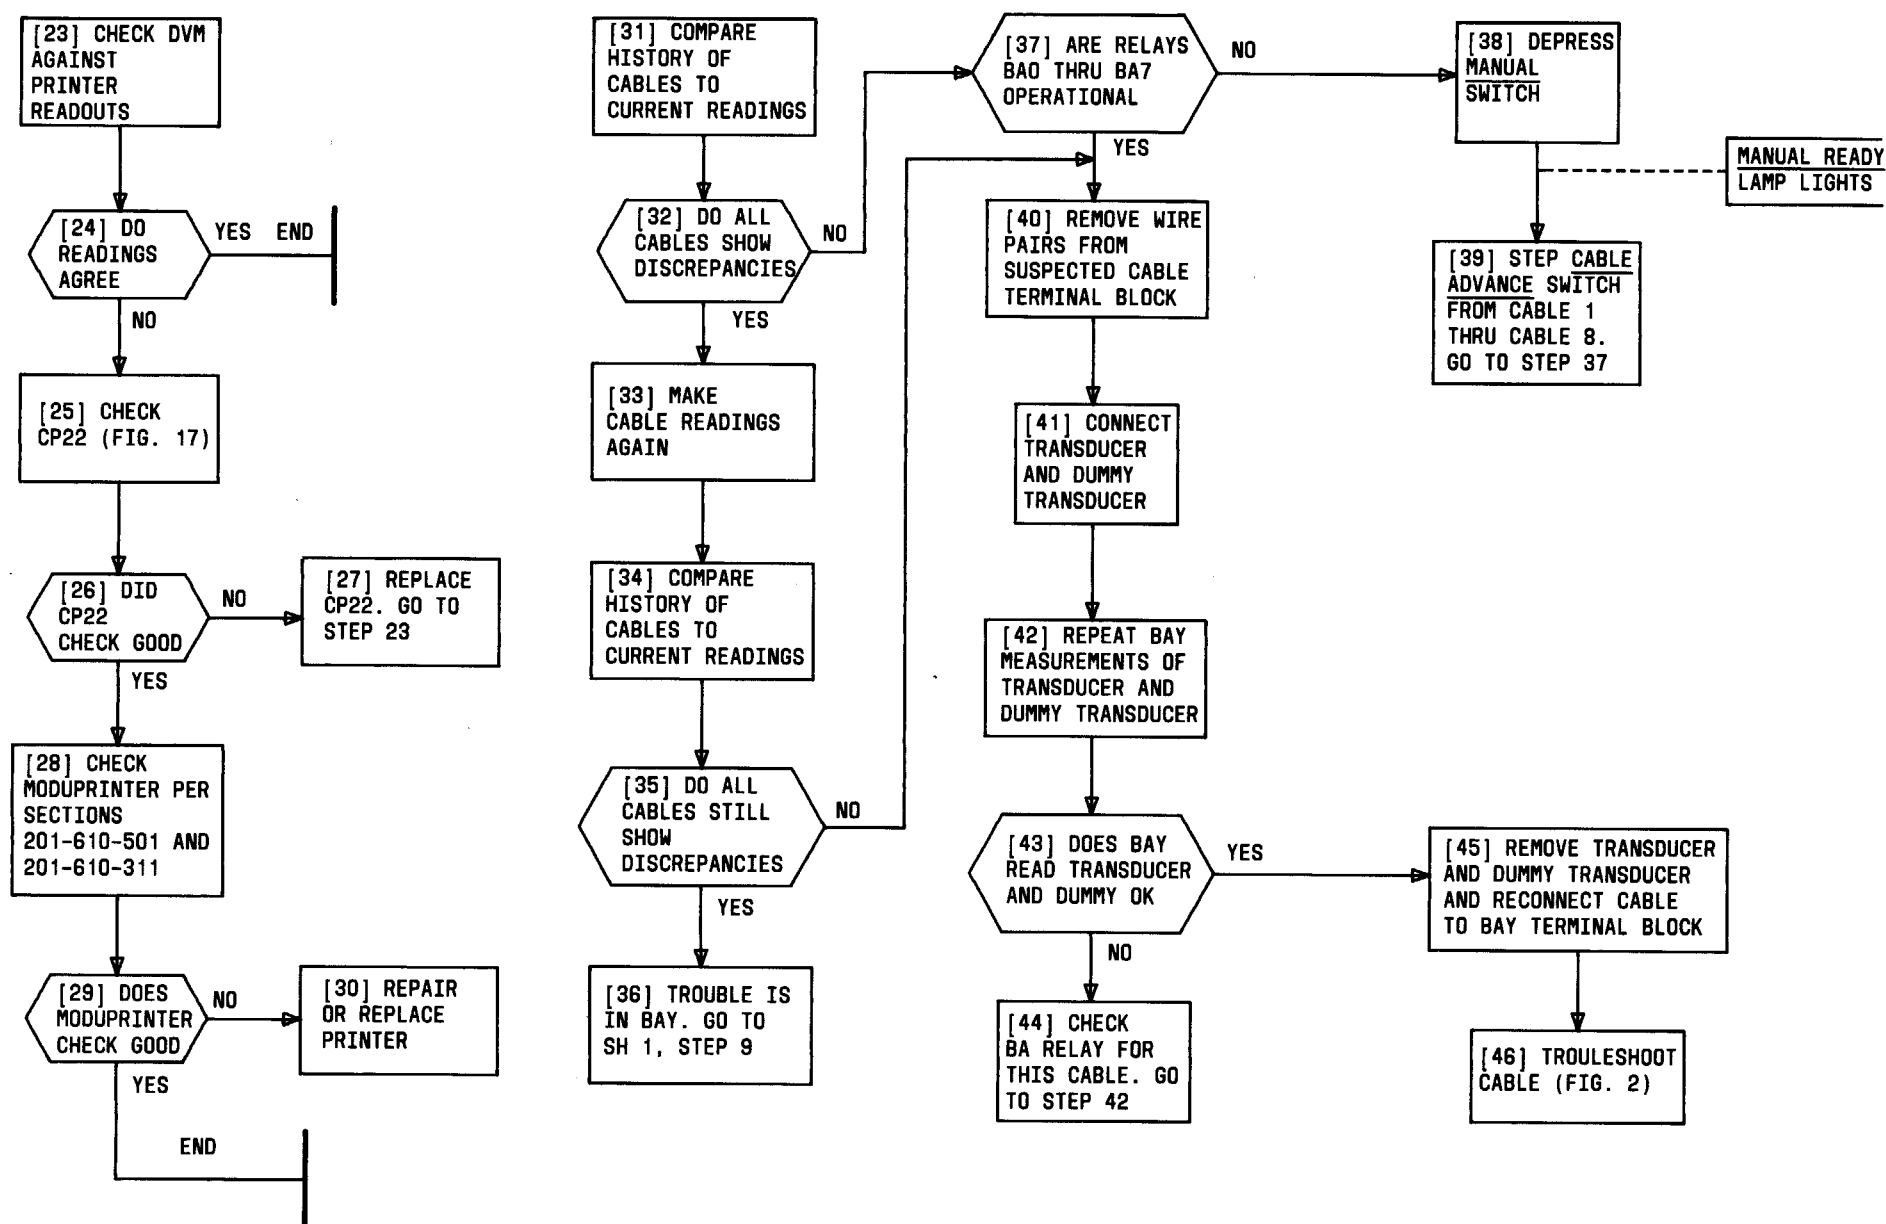 [23] CHECK DVM
AGAINST
PRINTER
READOUTS
[24] DO
READINGS
AGREE
YES END
NO
[25] CHECK
CP22 (FIG. 17)
[26] DID
CP22
CHECK GOOD
NO
YES
[27] REPLACE
CP22. GO TO
STEP 23
[28] CHECK
MODUPRINTER PER
SECTIONS
201-610-501 AND
201-610-311
[29] DOES
MODUPRINTER
CHECK GOOD
NO
YES
END
[30] REPAIR
OR REPLACE
PRINTER
[31] COMPARE
HISTORY OF
CABLES TO
CURRENT READINGS
[32] DO ALL
CABLES SHOW
DISCREPANCIES
NO
YES
[33] MAKE
CABLE READINGS
AGAIN
[34] COMPARE
HISTORY OF
CABLES TO
CURRENT READINGS
[35] DO ALL
CABLES STILL
SHOW
DISCREPANCIES
NO
YES
[36] TROUBLE IS
IN BAY. GO TO
SH 1, STEP 9
[37] ARE RELAYS
BA0 THRU BA7
OPERATIONAL
NO
YES
[38] DEPRESS
MANUAL
SWITCH
MANUAL READY
LAMP LIGHTS
[39] STEP CABLE
ADVANCE SWITCH
FROM CABLE 1
THRU CABLE 8.
GO TO STEP 37
[40] REMOVE WIRE
PAIRS FROM
SUSPECTED CABLE
TERMINAL BLOCK
[41] CONNECT
TRANSDUCER
AND DUMMY
TRANSDUCER
[42] REPEAT BAY
MEASUREMENTS OF
TRANSDUCER AND
DUMMY TRANSDUCER
[43] DOES BAY
READ TRANSDUCER
AND DUMMY OK
YES
NO
[44] CHECK
BA RELAY FOR
THIS CABLE. GO
TO STEP 42
[45] REMOVE TRANSDUCER
AND DUMMY TRANSDUCER
AND RECONNECT CABLE
TO BAY TERMINAL BLOCK
[46] TROULESHOOT
CABLE (FIG. 2)